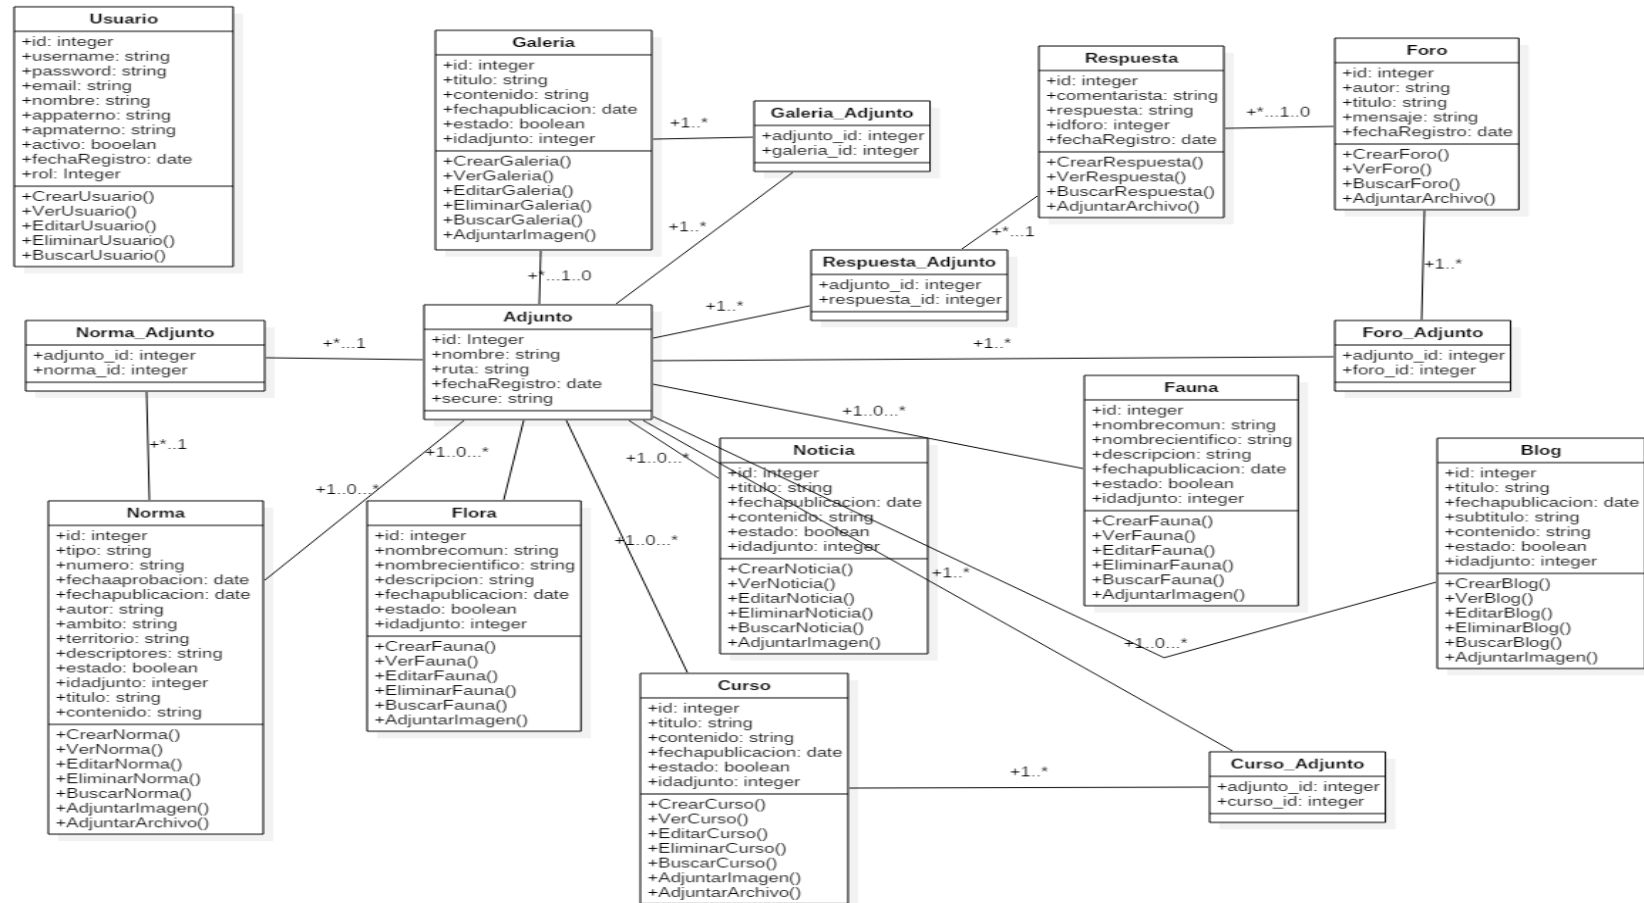 Usuario
+id: integer
+username: string
+password: string
+email: string
+nombre: string
+appaterno: string
+apmaterno: string
+activo: booelan
+fechaRegistro: date
+rol: Integer
+CrearUsuario()
+VerUsuario()
+EditarUsuario()
+EliminarUsuario()
+BuscarUsuario()
Galeria
+id: integer
+titulo: string
+contenido: string
+fechapublicacion: date
+estado: boolean
+idadjunto: integer
+CrearGaleria()
+VerGaleria()
+EditarGaleria()
+EliminarGaleria()
+BuscarGaleria()
+AdjuntarImagen()
+1..*
Galeria_Adjunto
+adjunto_id: integer
+galeria_id: integer
+1..*
+*...1..0
Respuesta
+id: integer
+comentarista: string
+respuesta: string
+idforo: integer
+fechaRegistro: date
+CrearRespuesta()
+VerRespuesta()
+BuscarRespuesta()
+AdjuntarArchivo()
+*...1..0
Foro
+id: integer
+autor: string
+titulo: string
+mensaje: string
+fechaRegistro: date
+CrearForo()
+VerForo()
+BuscarForo()
+AdjuntarArchivo()
+*...1
+1..*
Respuesta_Adjunto
+adjunto_id: integer
+respuesta_id: integer
+1..*
Norma_Adjunto
+adjunto_id: integer
+norma_id: integer
+*...1
Adjunto
+id: Integer
+nombre: string
+ruta: string
+fechaRegistro: date
+secure: string
+1..*
Foro_Adjunto
+adjunto_id: integer
+foro_id: integer
+*..1
+1..0...*
+1..0...*
+1..0...*
+1..0...*
+1..0...*
+1..*
+1..0...*
Norma
+id: integer
+tipo: string
+numero: string
+fechaaprobacion: date
+fechapublicacion: date
+autor: string
+ambito: string
+territorio: string
+descriptores: string
+estado: boolean
+idadjunto: integer
+titulo: string
+contenido: string
+CrearNorma()
+VerNorma()
+EditarNorma()
+EliminarNorma()
+BuscarNorma()
+AdjuntarImagen()
+AdjuntarArchivo()
Flora
+id: integer
+nombrecomun: string
+nombrecientifico: string
+descripcion: string
+fechapublicacion: date
+estado: boolean
+idadjunto: integer
+CrearFauna()
+VerFauna()
+EditarFauna()
+EliminarFauna()
+BuscarFauna()
+AdjuntarImagen()
Noticia
+id: integer
+titulo: string
+fechapublicacion: date
+contenido: string
+estado: boolean
+idadjunto: integer
+CrearNoticia()
+VerNoticia()
+EditarNoticia()
+EliminarNoticia()
+BuscarNoticia()
+AdjuntarImagen()
Fauna
+id: integer
+nombrecomun: string
+nombrecientifico: string
+descripcion: string
+fechapublicacion: date
+estado: boolean
+idadjunto: integer
+CrearFauna()
+VerFauna()
+EditarFauna()
+EliminarFauna()
+BuscarFauna()
+AdjuntarImagen()
Blog
+id: integer
+titulo: string
+fechapublicacion: date
+subtitulo: string
+contenido: string
+estado: boolean
+idadjunto: integer
+CrearBlog()
+VerBlog()
+EditarBlog()
+EliminarBlog()
+BuscarBlog()
+AdjuntarImagen()
Curso
+id: integer
+titulo: string
+contenido: string
+fechapublicacion: date
+estado: boolean
+idadjunto: integer
+CrearCurso()
+VerCurso()
+EditarCurso()
+EliminarCurso()
+BuscarCurso()
+AdjuntarImagen()
+AdjuntarArchivo()
+1..*
Curso_Adjunto
+adjunto_id: integer
+curso_id: integer